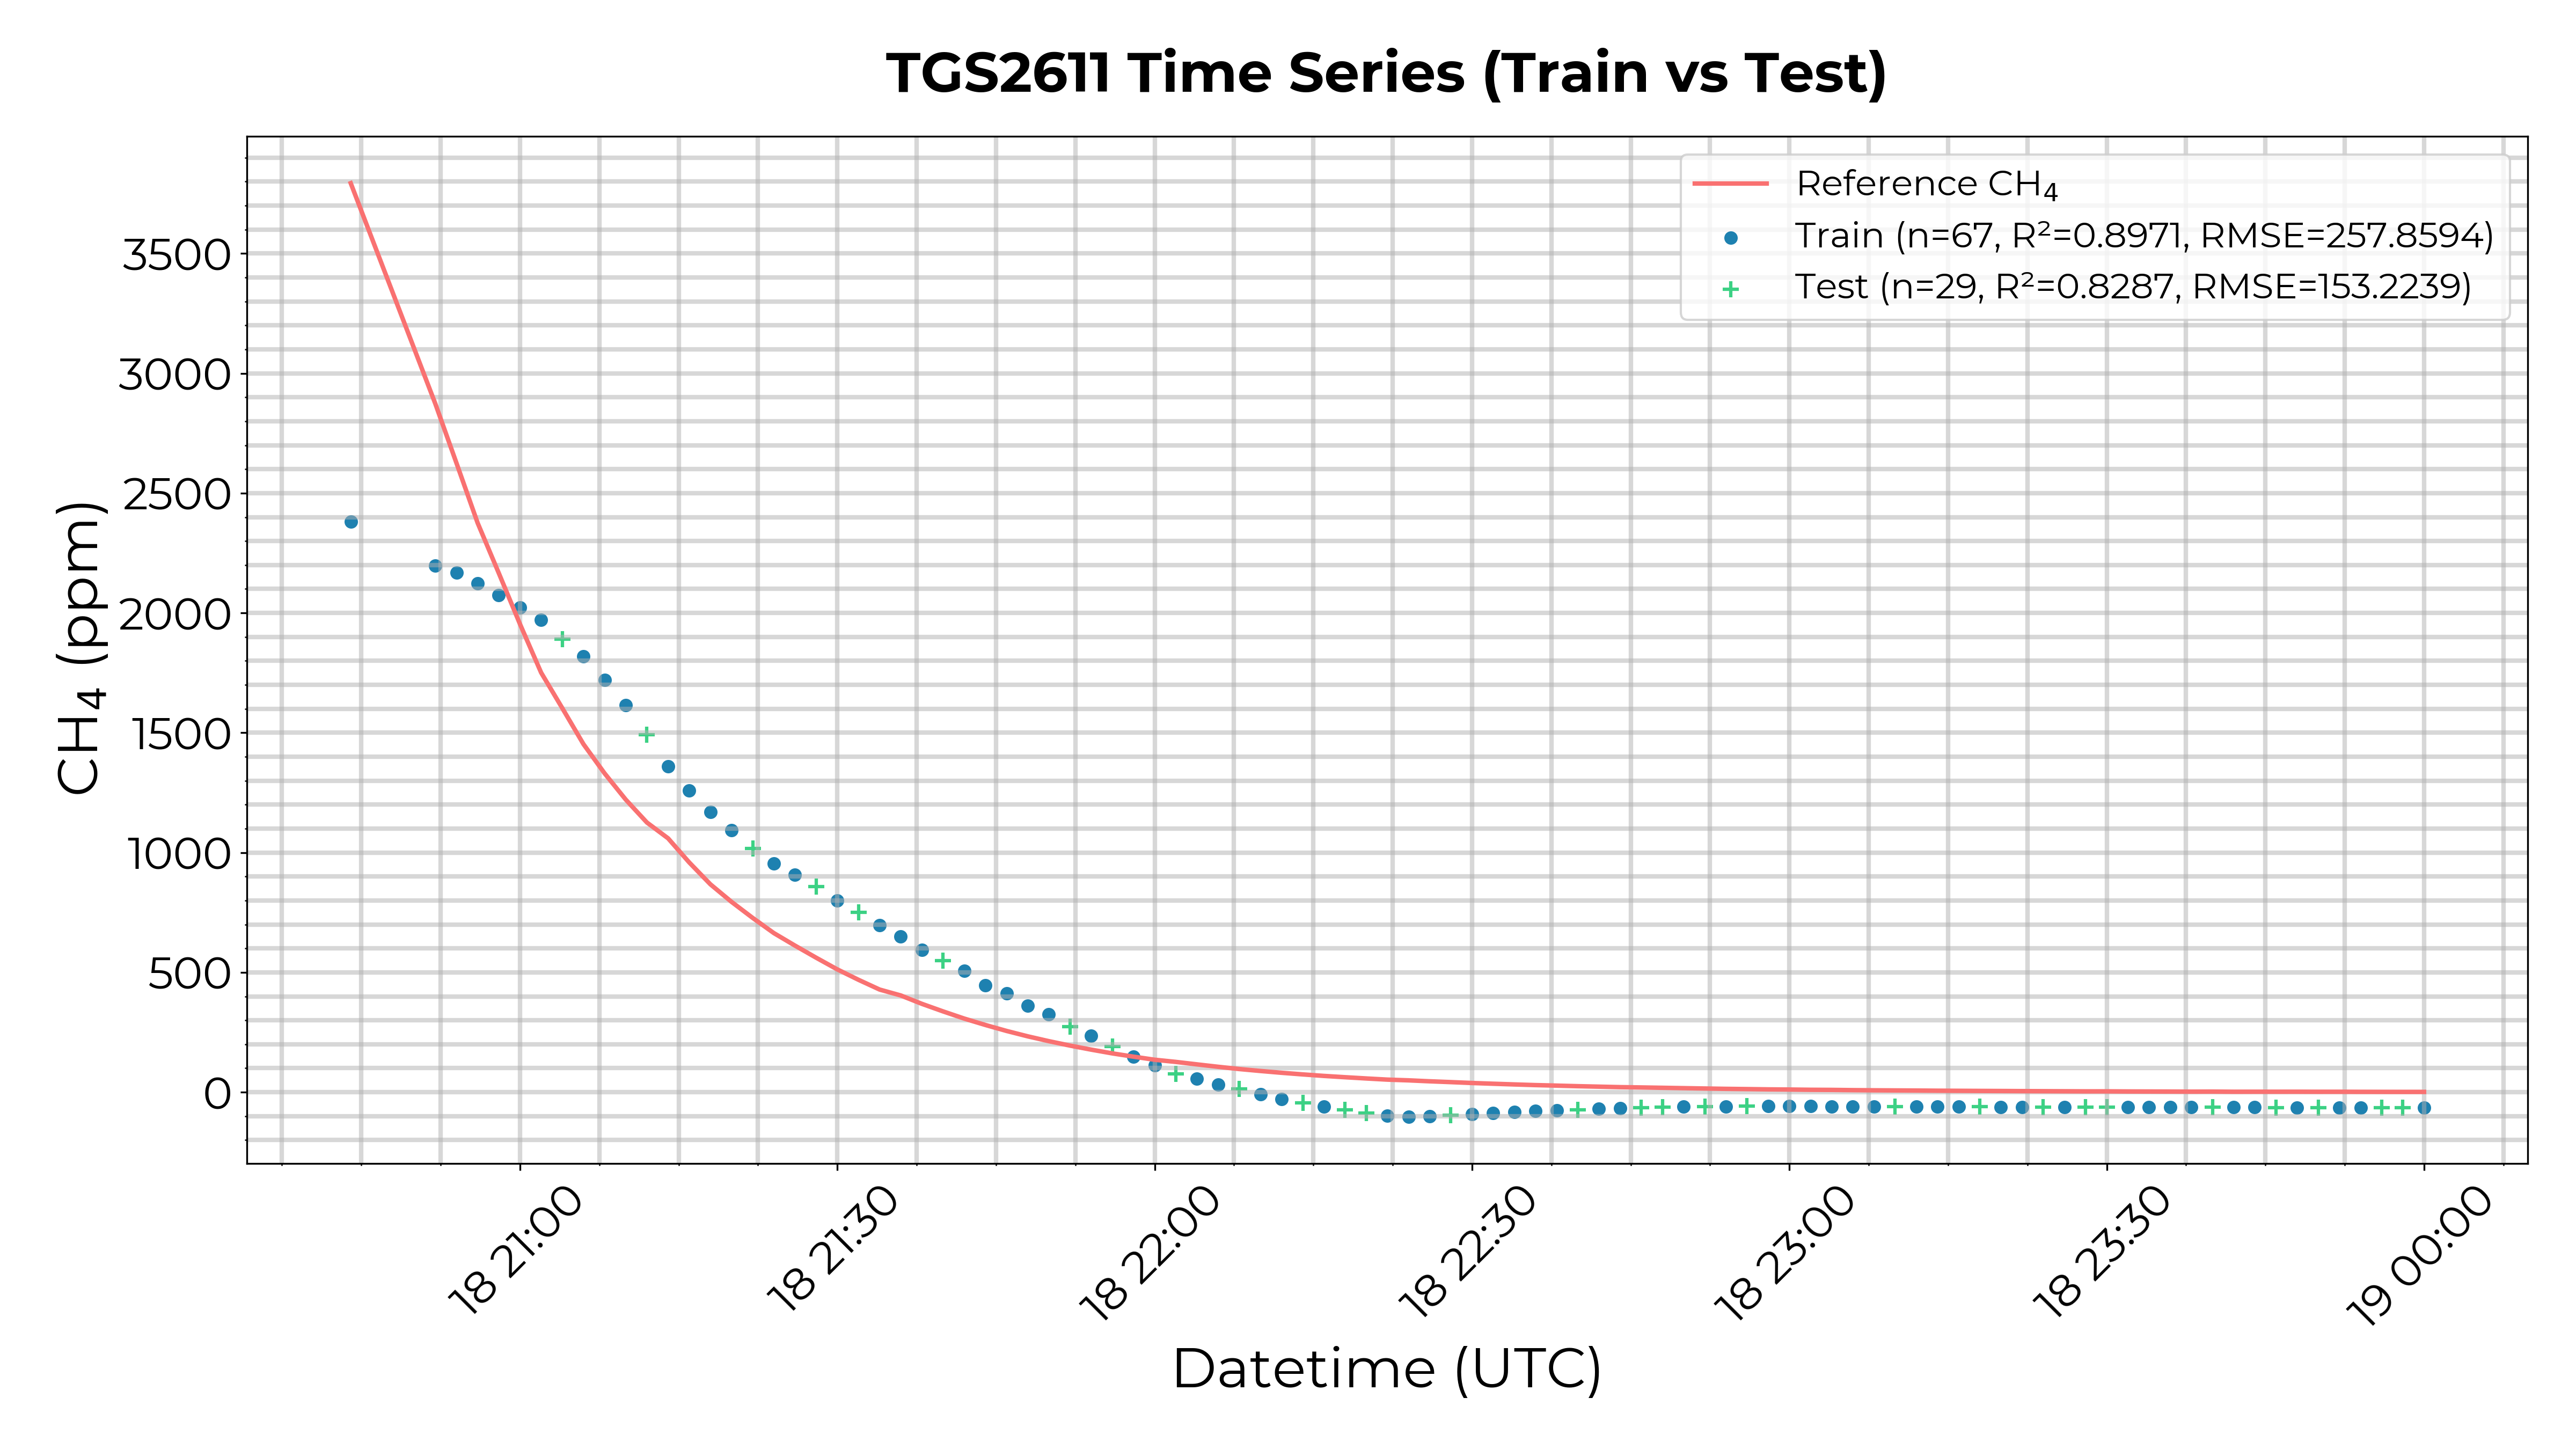 TGS2611 Time Series (Train vs Test)
Reference CH₄
Train (n=67, R²=0.8971, RMSE=257.8594)
Test (n=29, R²=0.8287, RMSE=153.2239)
CH₄ (ppm)
3500
3000
2500
2000
1500
1000
500
0
18 21:00
18 21:30
18 22:00
18 22:30
18 23:00
18 23:30
19 00:00
Datetime (UTC)